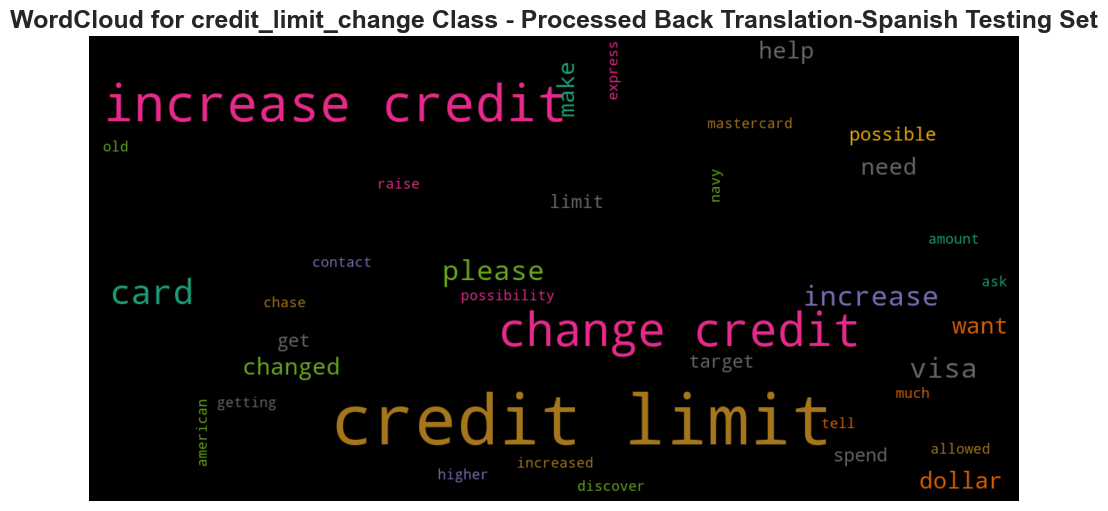 WordCloud for credit_limit_change Class - Processed Back Translation-Spanish Testing Set
help
express
make
increase credit
mastercard
possible
old
need
raise
navy
limit
amount
contact
please
ask
card
possibility
increase
chase
change credit
want
get
target
changed
visa
much
getting
credit limit
american
tell
allowed
spend
increased
higher
dollar
discover